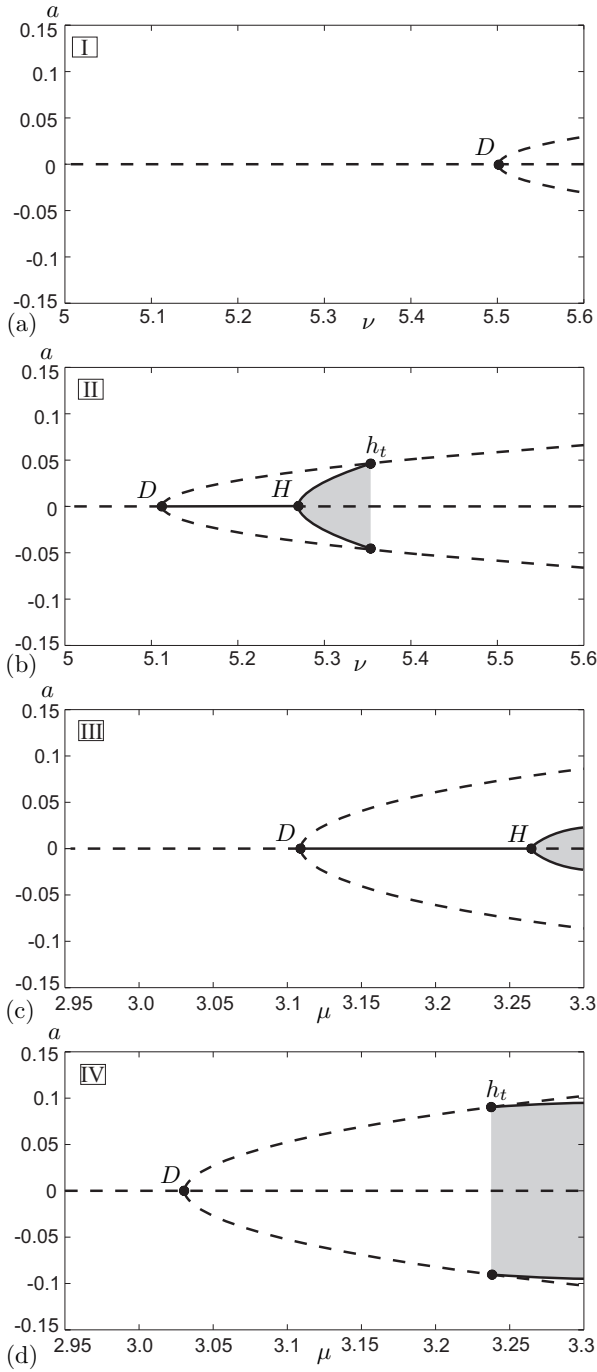 a
0.15
I
0.05
D
0
-0.05
-0.1
-0.15
(a)
5 5.1 5.2 5.3 ν 5.4 5.5 5.6
a
0.15
II
0.1
0.05
h_t
D H
0
-0.05
-0.1
-0.15
(b)
5 5.1 5.2 5.3 ν 5.4 5.5 5.6
a
0.15
III
0.1
0.05
D H
0
-0.05
-0.1
-0.15
(c)
2.95 3.0 3.05 3.1 μ 3.15 3.2 3.25 3.3
a
0.15
IV
0.1
h_t
0.05
D
0
-0.05
-0.1
-0.15
(d)
2.95 3.0 3.05 3.1 μ 3.15 3.2 3.25 3.3